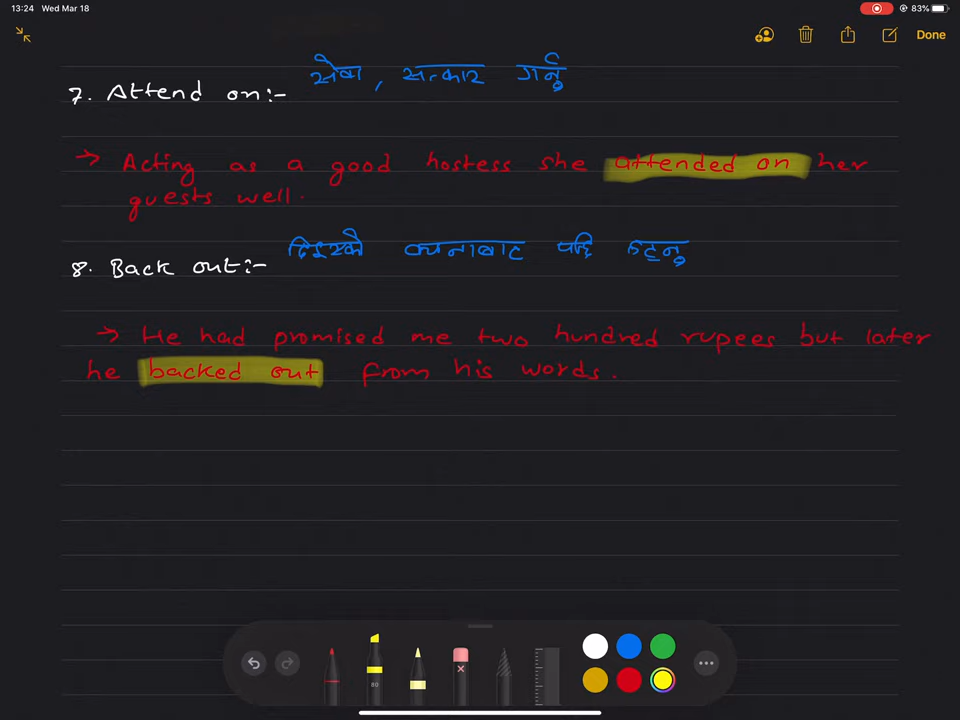 13:24 Wed Mar 18
83%
Done
सेवा, सत्कार गर्नु
7. Attend on:-
→ Acting as a good hostess she attended on her
guests well.
पछि हट्नु
8. Back out:-
→ He had promised me two hundred rupees but later
he backed out from his words.
80